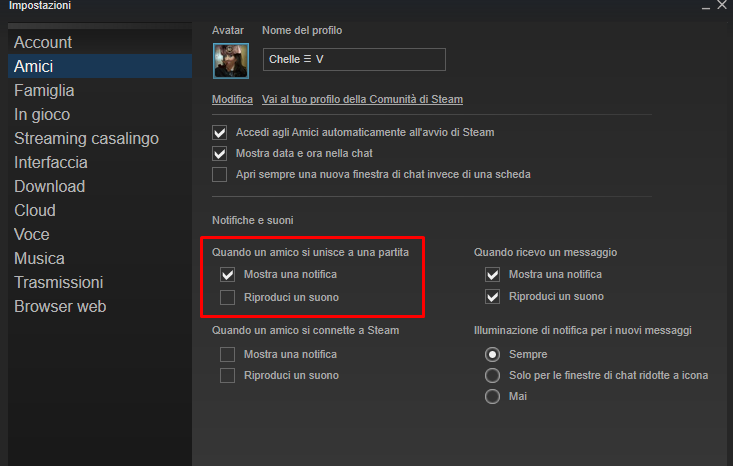 Impostazioni
Account
Amici
Famiglia
In gioco
Streaming casalingo
Interfaccia
Download
Cloud
Voce
Musica
Trasmissioni
Browser web
Avatar
Nome del profilo
Chelle Ξ V
Modifica
Vai al tuo profilo della Comunità di Steam
Accedi agli Amici automaticamente all'avvio di Steam
Mostra data e ora nella chat
Apri sempre una nuova finestra di chat invece di una scheda
Notifiche e suoni
Quando un amico si unisce a una partita
Mostra una notifica
Riproduci un suono
Quando ricevo un messaggio
Mostra una notifica
Riproduci un suono
Quando un amico si connette a Steam
Mostra una notifica
Riproduci un suono
Illuminazione di notifica per i nuovi messaggi
Sempre
Solo per le finestre di chat ridotte a icona
Mai